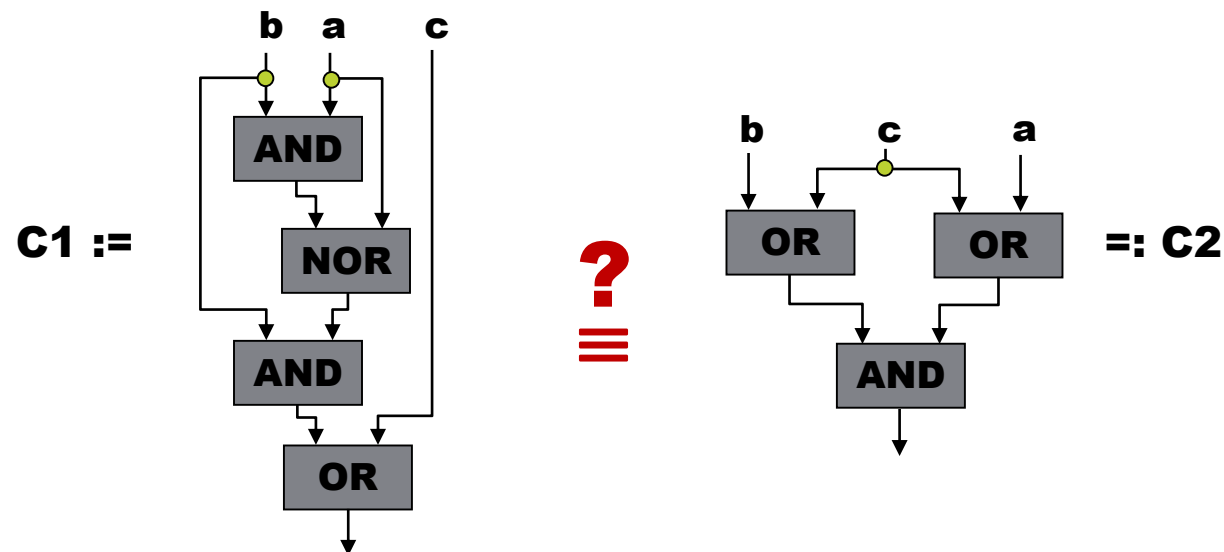 b a c
AND
NOR
AND
OR
C1 :=
?
≡
b c a
OR OR
AND
=: C2